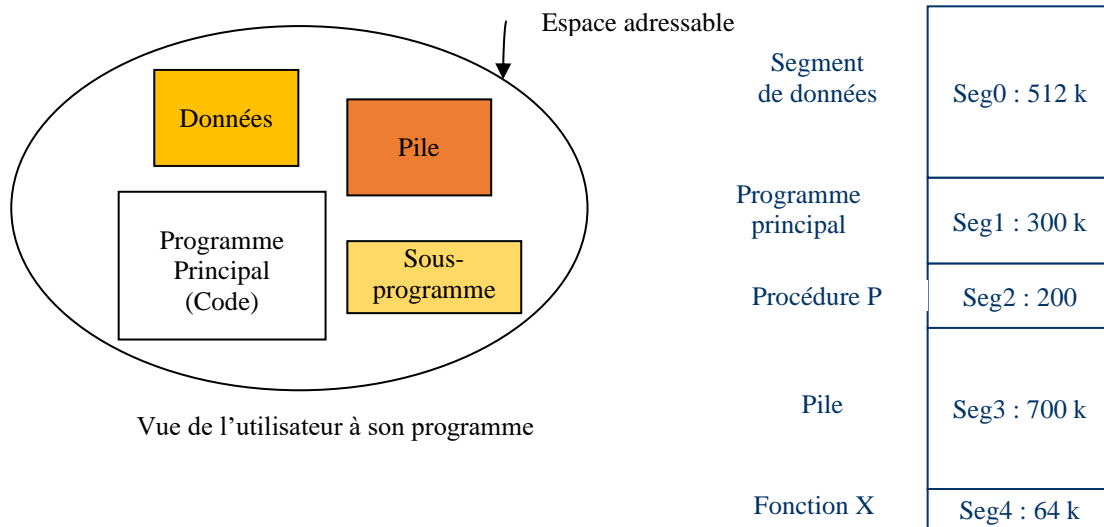 Espace adressable
Données
Pile
Programme
Principal
(Code)
Sous-
programme
Vue de l’utilisateur à son programme
Segment
de données
Seg0 : 512 k
Programme
principal
Seg1 : 300 k
Procédure P
Seg2 : 200
Pile
Seg3 : 700 k
Fonction X
Seg4 : 64 k